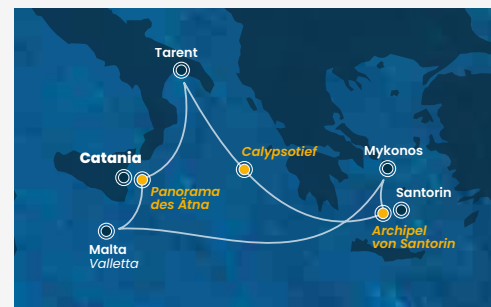 Tarent
Calypsotief
Mykonos
Catania
Panorama
des Ätna
Santorin
Archipel
von Santorin
Malta
Valletta